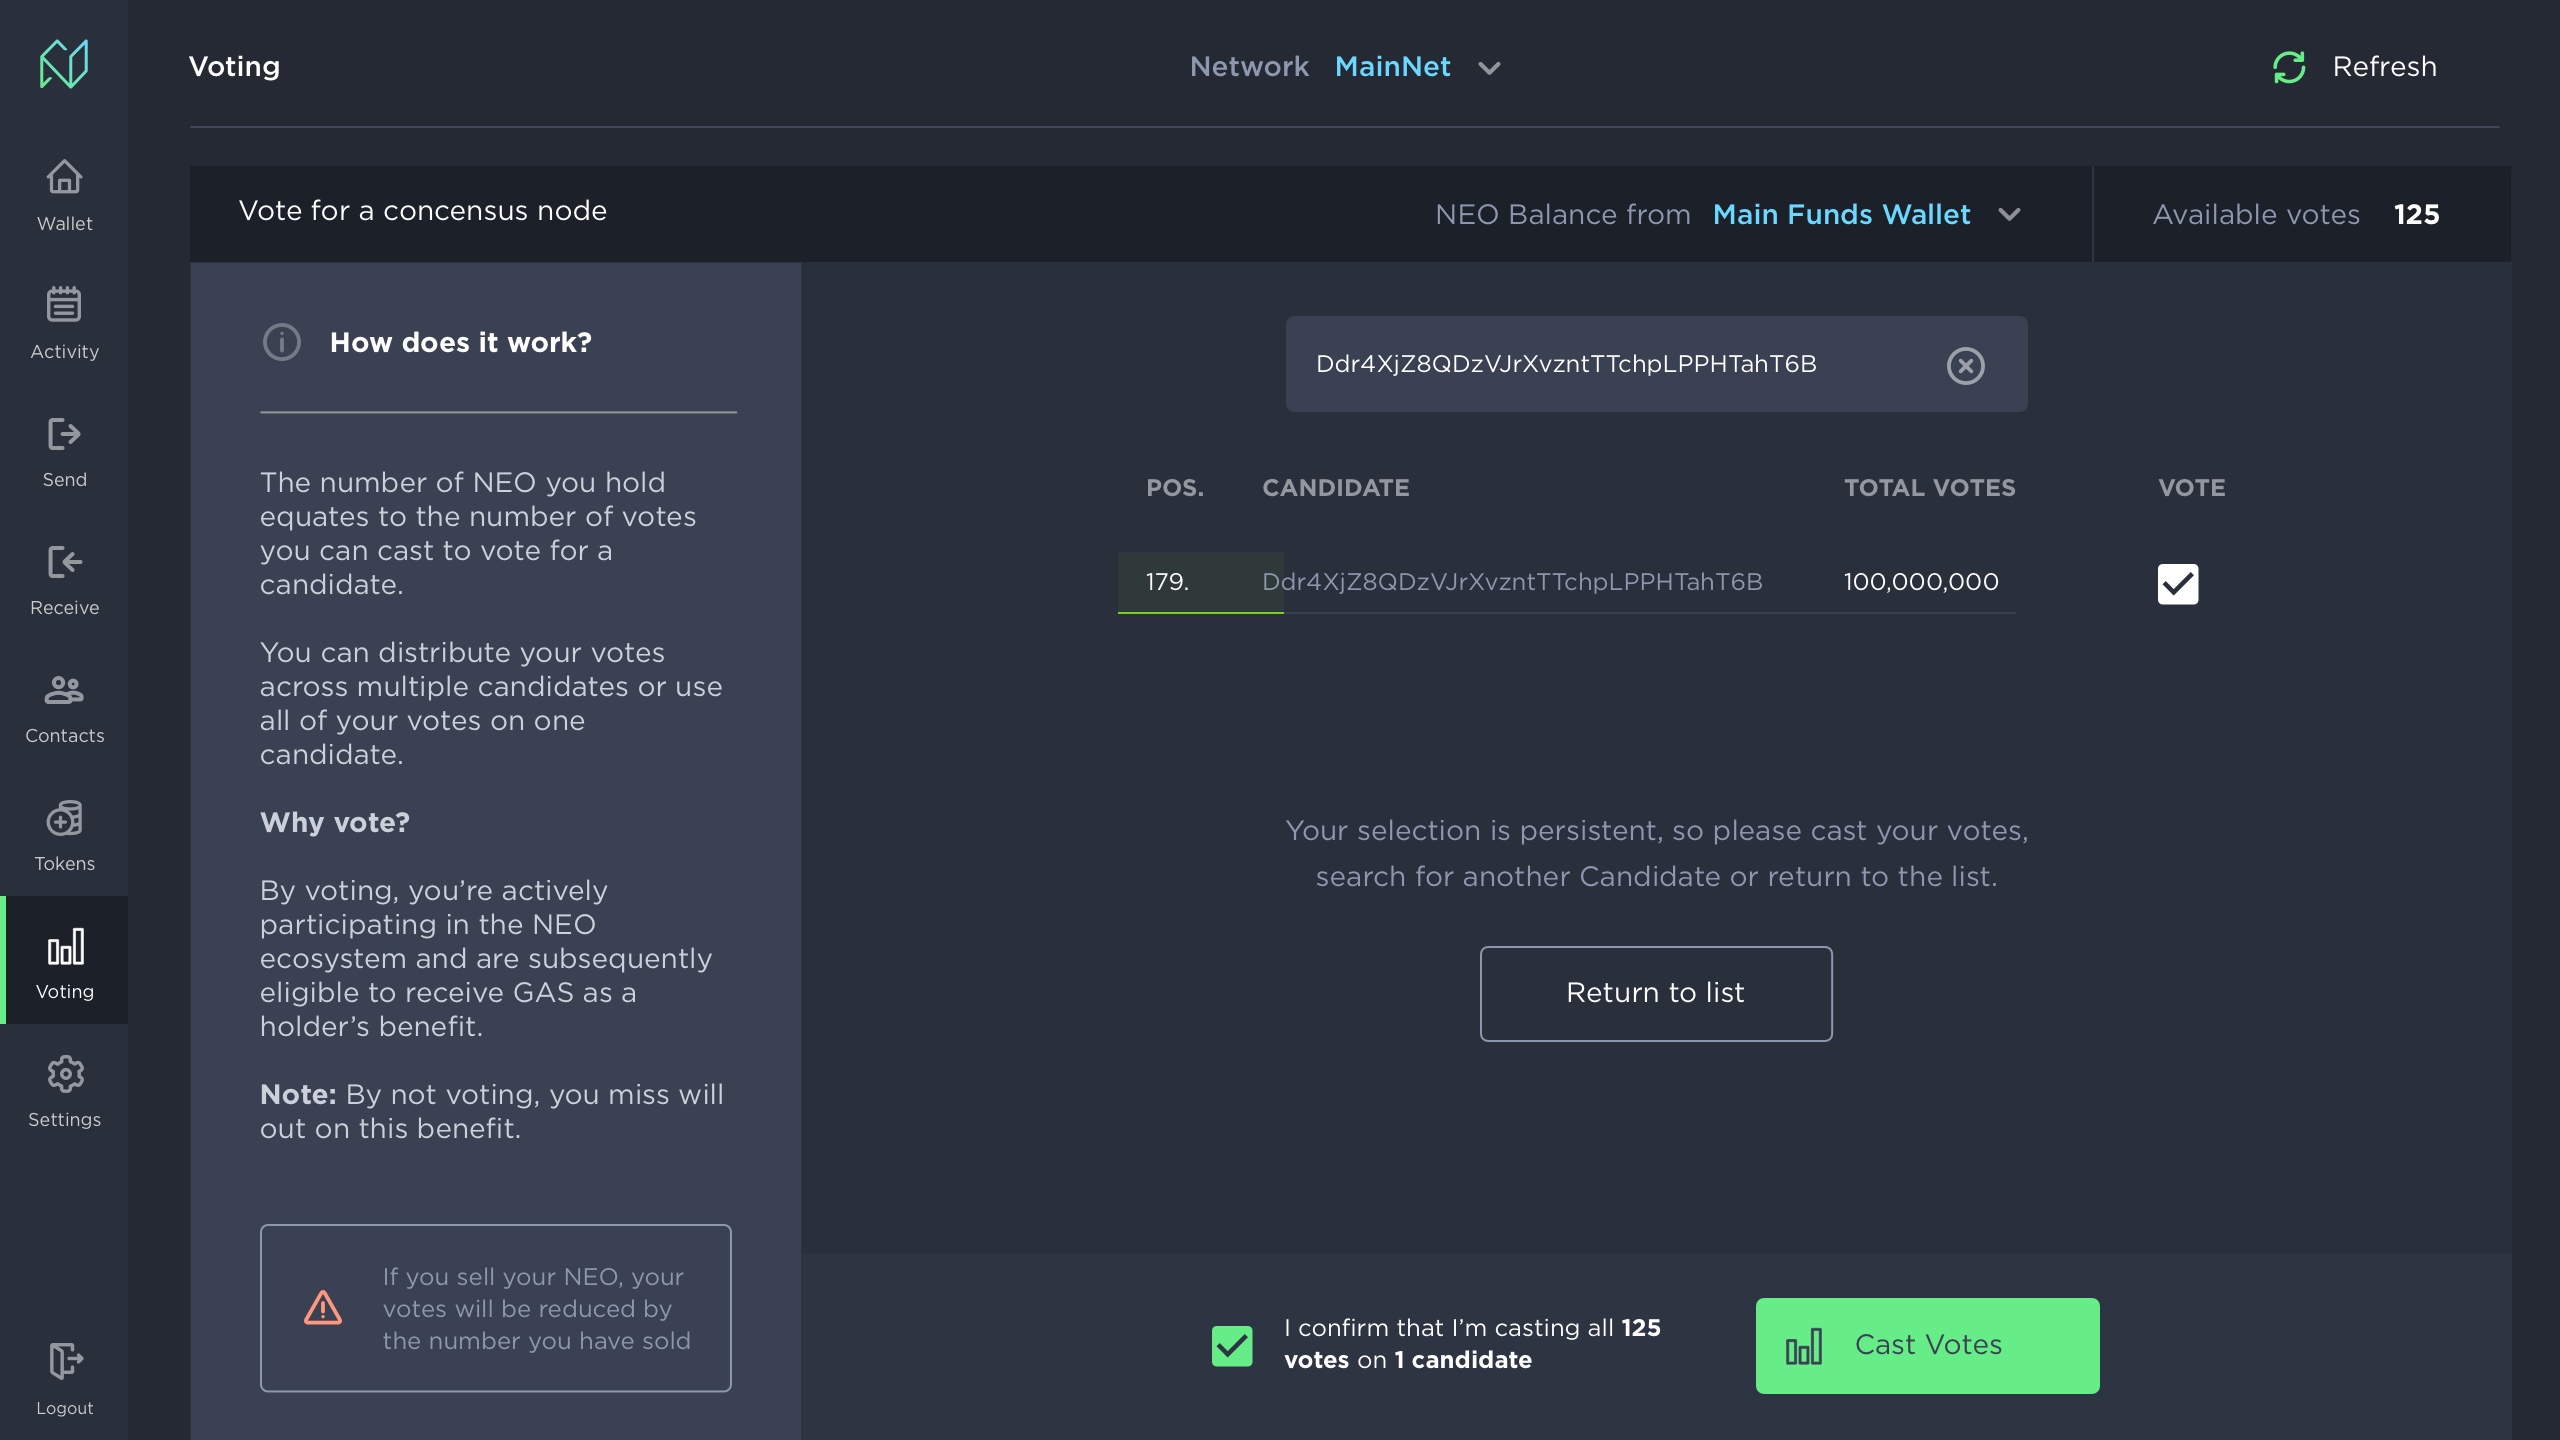 Voting
Network MainNet
Refresh
Wallet
Activity
Send
Receive
Contacts
Tokens
Voting
Settings
Logout
Vote for a concensus node
NEO Balance from Main Funds Wallet
Available votes 125
How does it work?
The number of NEO you hold
equates to the number of votes
you can cast to vote for a
candidate.
You can distribute your votes
across multiple candidates or use
all of your votes on one
candidate.
Why vote?
By voting, you’re actively
participating in the NEO
ecosystem and are subsequently
eligible to receive GAS as a
holder’s benefit.
Note: By not voting, you miss will
out on this benefit.
If you sell your NEO, your
votes will be reduced by
the number you have sold
Ddr4XjZ8QDzVJrXvzntTTchpLPPHTahT6B
POS. CANDIDATE TOTAL VOTES VOTE
179. Ddr4XjZ8QDzVJrXvzntTTchpLPPHTahT6B 100,000,000
Your selection is persistent, so please cast your votes,
search for another Candidate or return to the list.
Return to list
I confirm that I’m casting all 125
votes on 1 candidate
Cast Votes